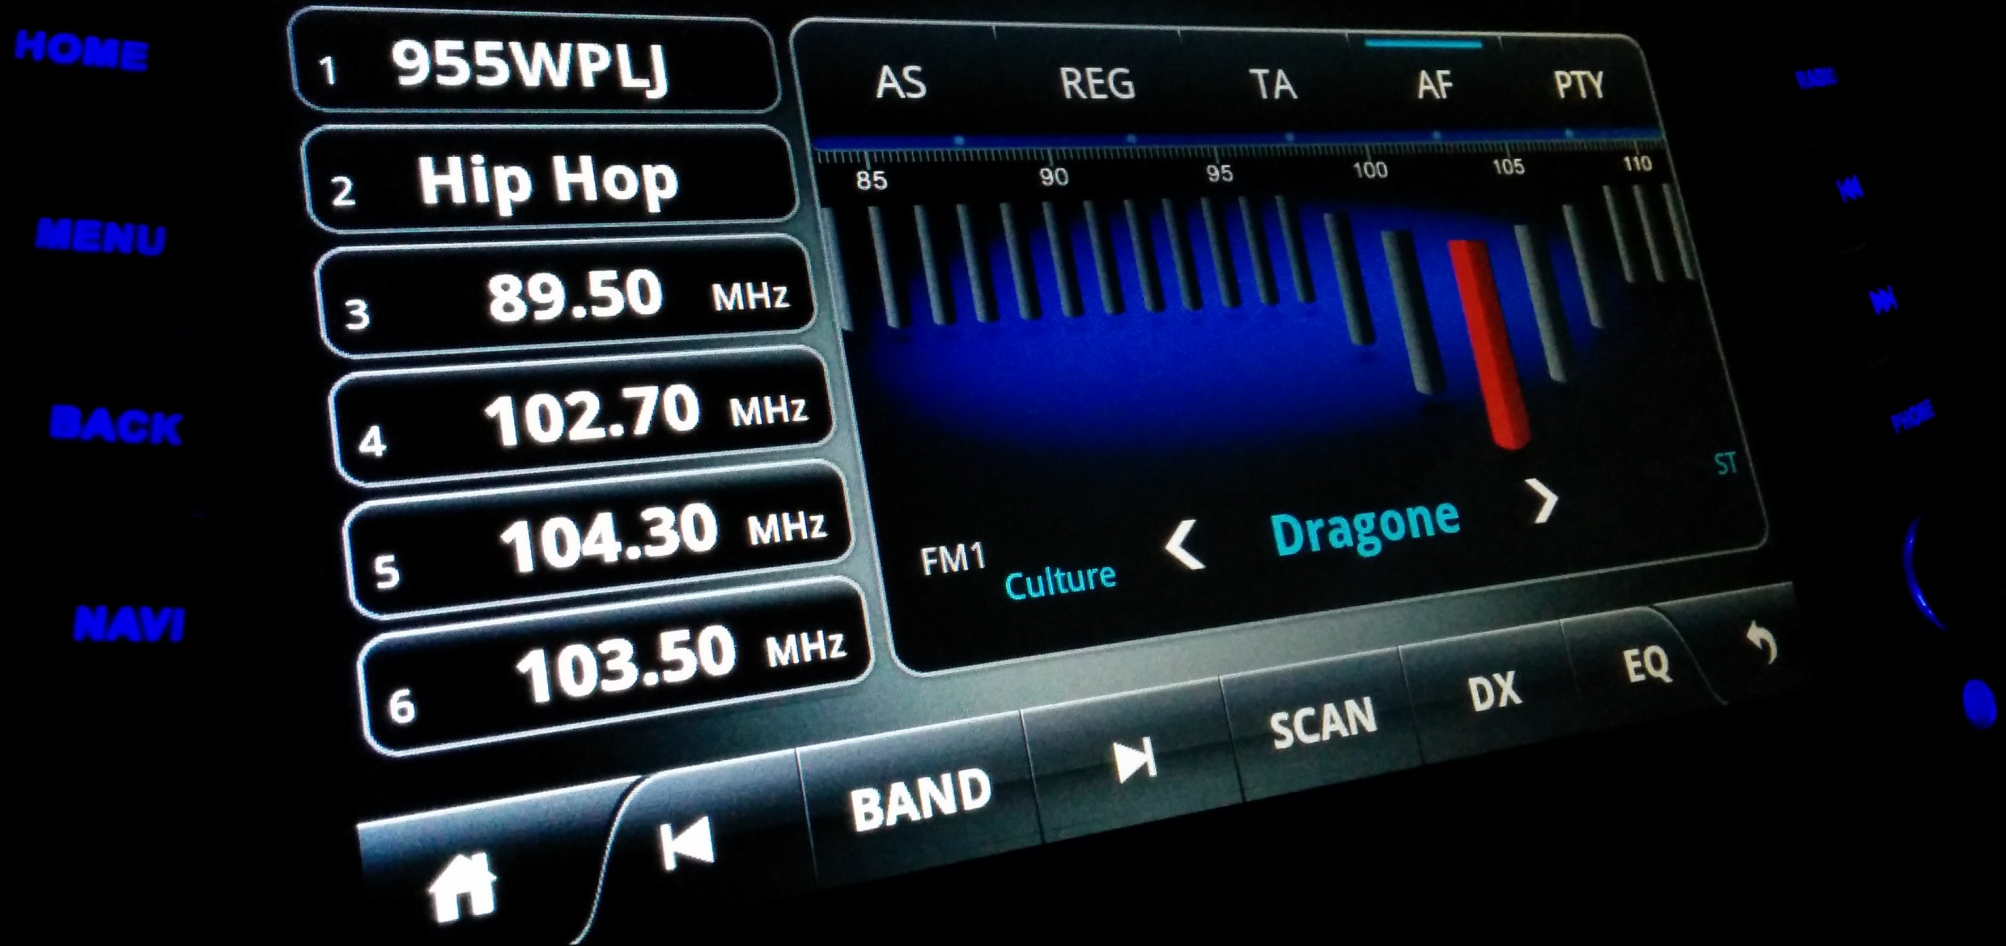 HOME
MENU
BACK
NAVI
1 955WPLJ
2 Hip Hop
3 89.50 MHz
4 102.70 MHz
5 104.30 MHz
6 103.50 MHz
AS REG TA AF PTY
85 90 95 100 105 110
ST
FM1 Culture Dragone
BAND SCAN DX EQ
RADIO
PHONE